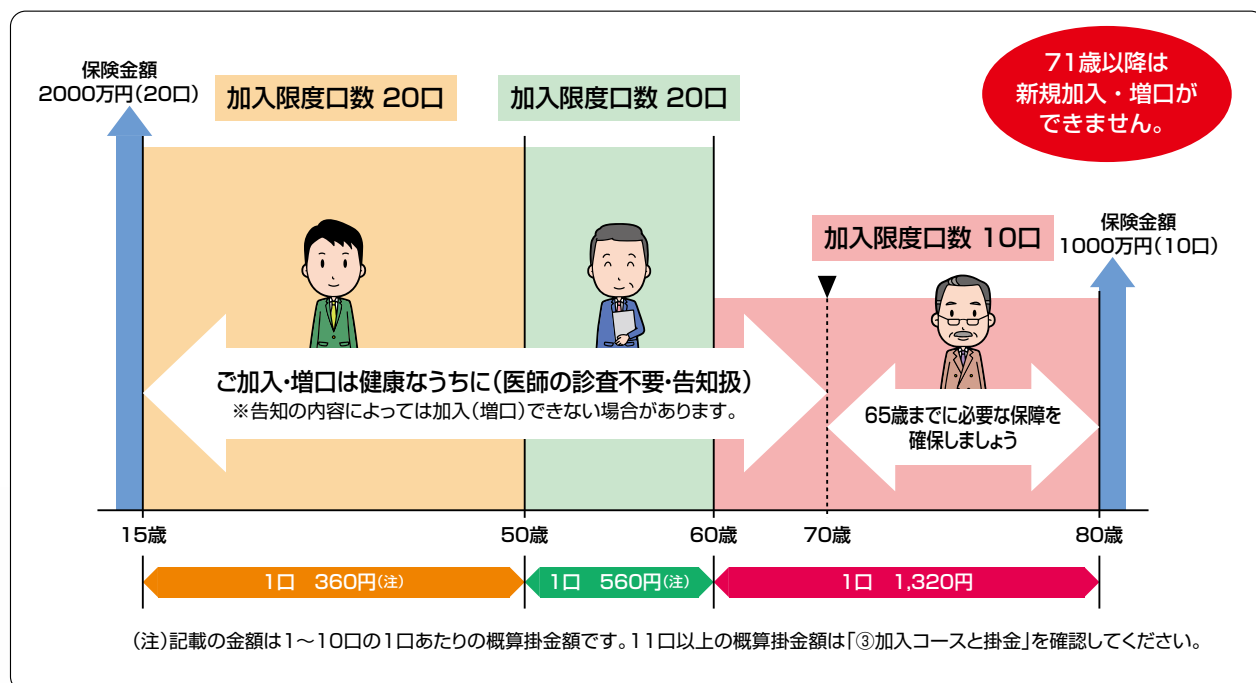 保険金額
2000万円(20口)
加入限度口数 20口
加入限度口数 20口
71歳以降は
新規加入・増口が
できません。
加入限度口数 10口
保険金額
1000万円(10口)
ご加入・増口は健康なうちに(医師の診査不要・告知扱)
※告知の内容によっては加入(増口)できない場合があります。
65歳までに必要な保障を
確保しましょう
15歳
50歳
60歳
70歳
80歳
1口 360円(注)
1口 560円(注)
1口 1,320円
(注)記載の金額は1〜10口の1口あたりの概算掛金額です。11口以上の概算掛金額は「③加入コースと掛金」を確認してください。